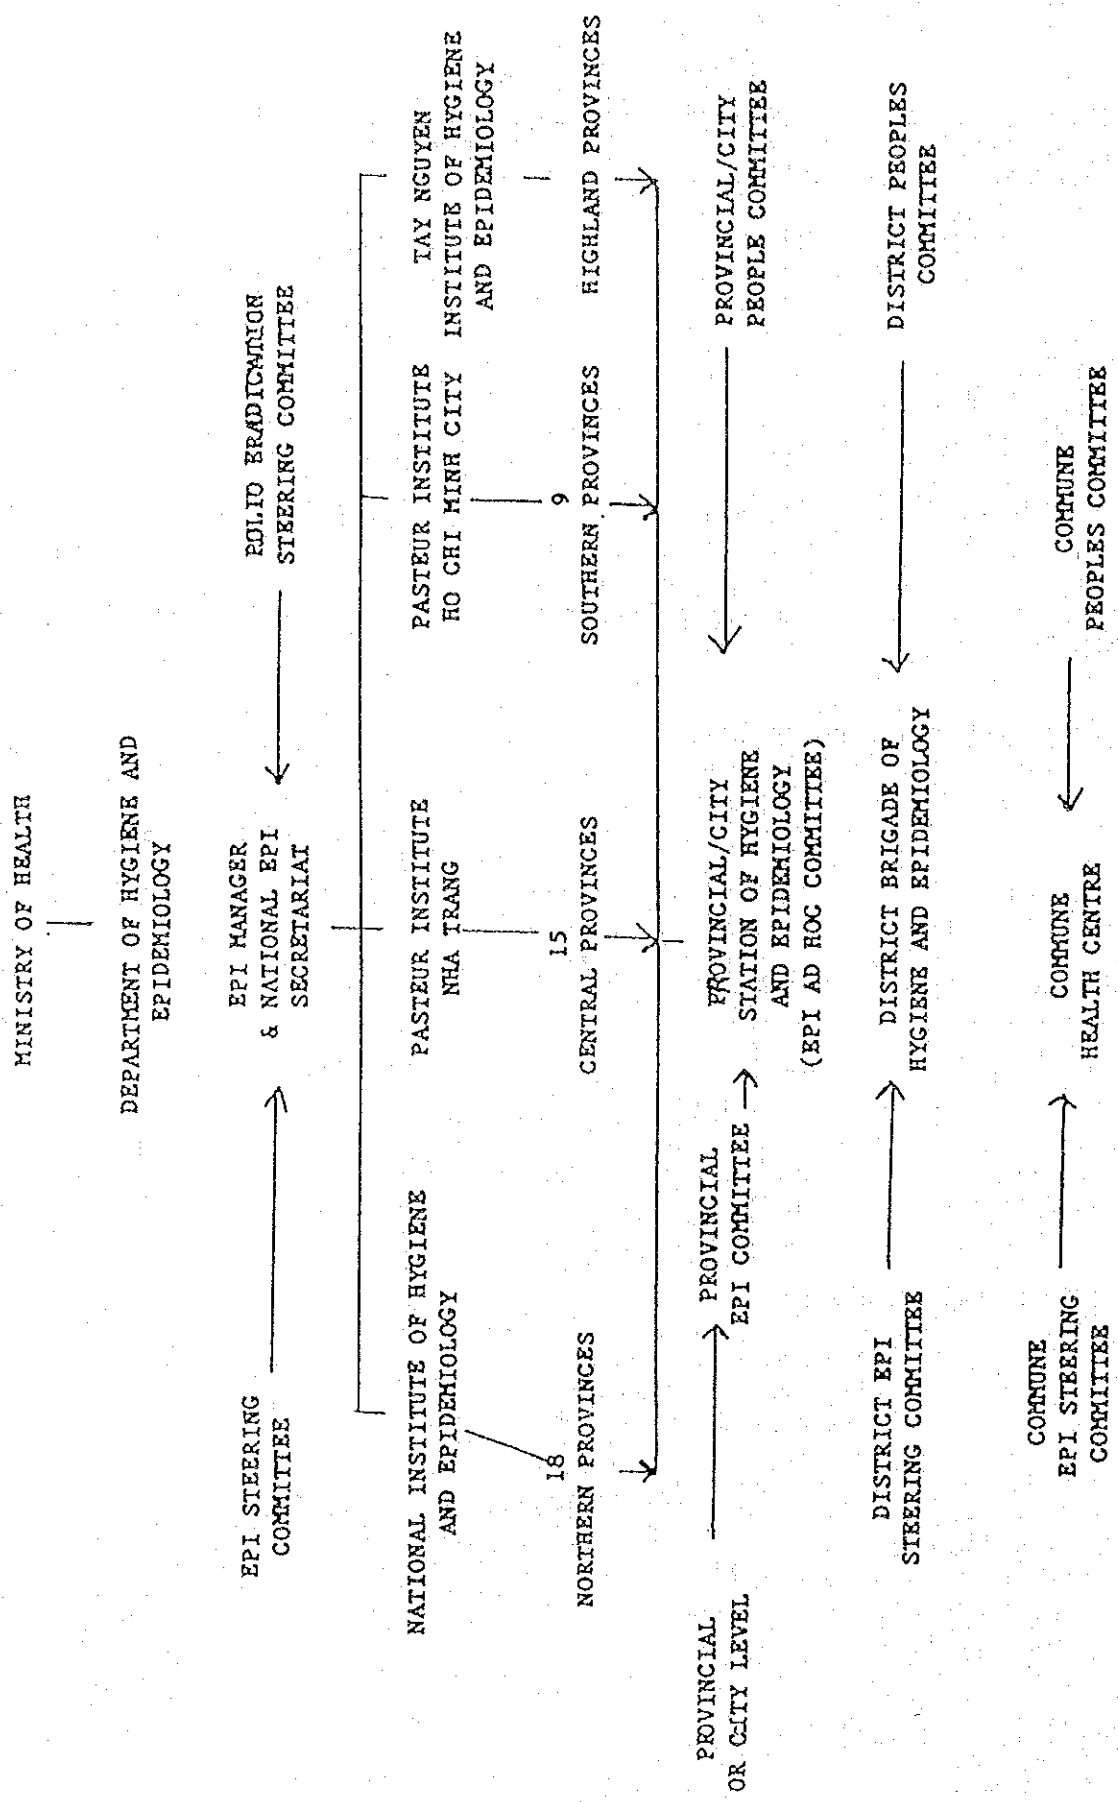 MINISTRY OF HEALTH
DEPARTMENT OF HYGIENE AND
EPIDEMIOLOGY
EPI STEERING
COMMITTEE
EPI MANAGER
& NATIONAL EPI
SECRETARIAT
POLIO ERADICATION
STEERING COMMITTEE
NATIONAL INSTITUTE OF HYGIENE
AND EPIDEMIOLOGY
PASTEUR INSTITUTE
NHA TRANG
PASTEUR INSTITUTE
HO CHI MINH CITY
TAY NGUYEN
INSTITUTE OF HYGIENE
AND EPIDEMIOLOGY
18
NORTHERN PROVINCES
15
CENTRAL PROVINCES
9
SOUTHERN PROVINCES
HIGHLAND PROVINCES
PROVINCIAL
OR CITY LEVEL
PROVINCIAL
EPI COMMITTEE
PROVINCIAL/CITY
STATION OF HYGIENE
AND EPIDEMIOLOGY
(EPI AD HOC COMMITTEE)
PROVINCIAL/CITY
PEOPLE COMMITTEE
DISTRICT EPI
STEERING COMMITTEE
DISTRICT BRIGADE OF
HYGIENE AND EPIDEMIOLOGY
DISTRICT PEOPLES
COMMITTEE
COMMUNE
EPI STEERING
COMMITTEE
COMMUNE
HEALTH CENTRE
COMMUNE
PEOPLES COMMITTEE